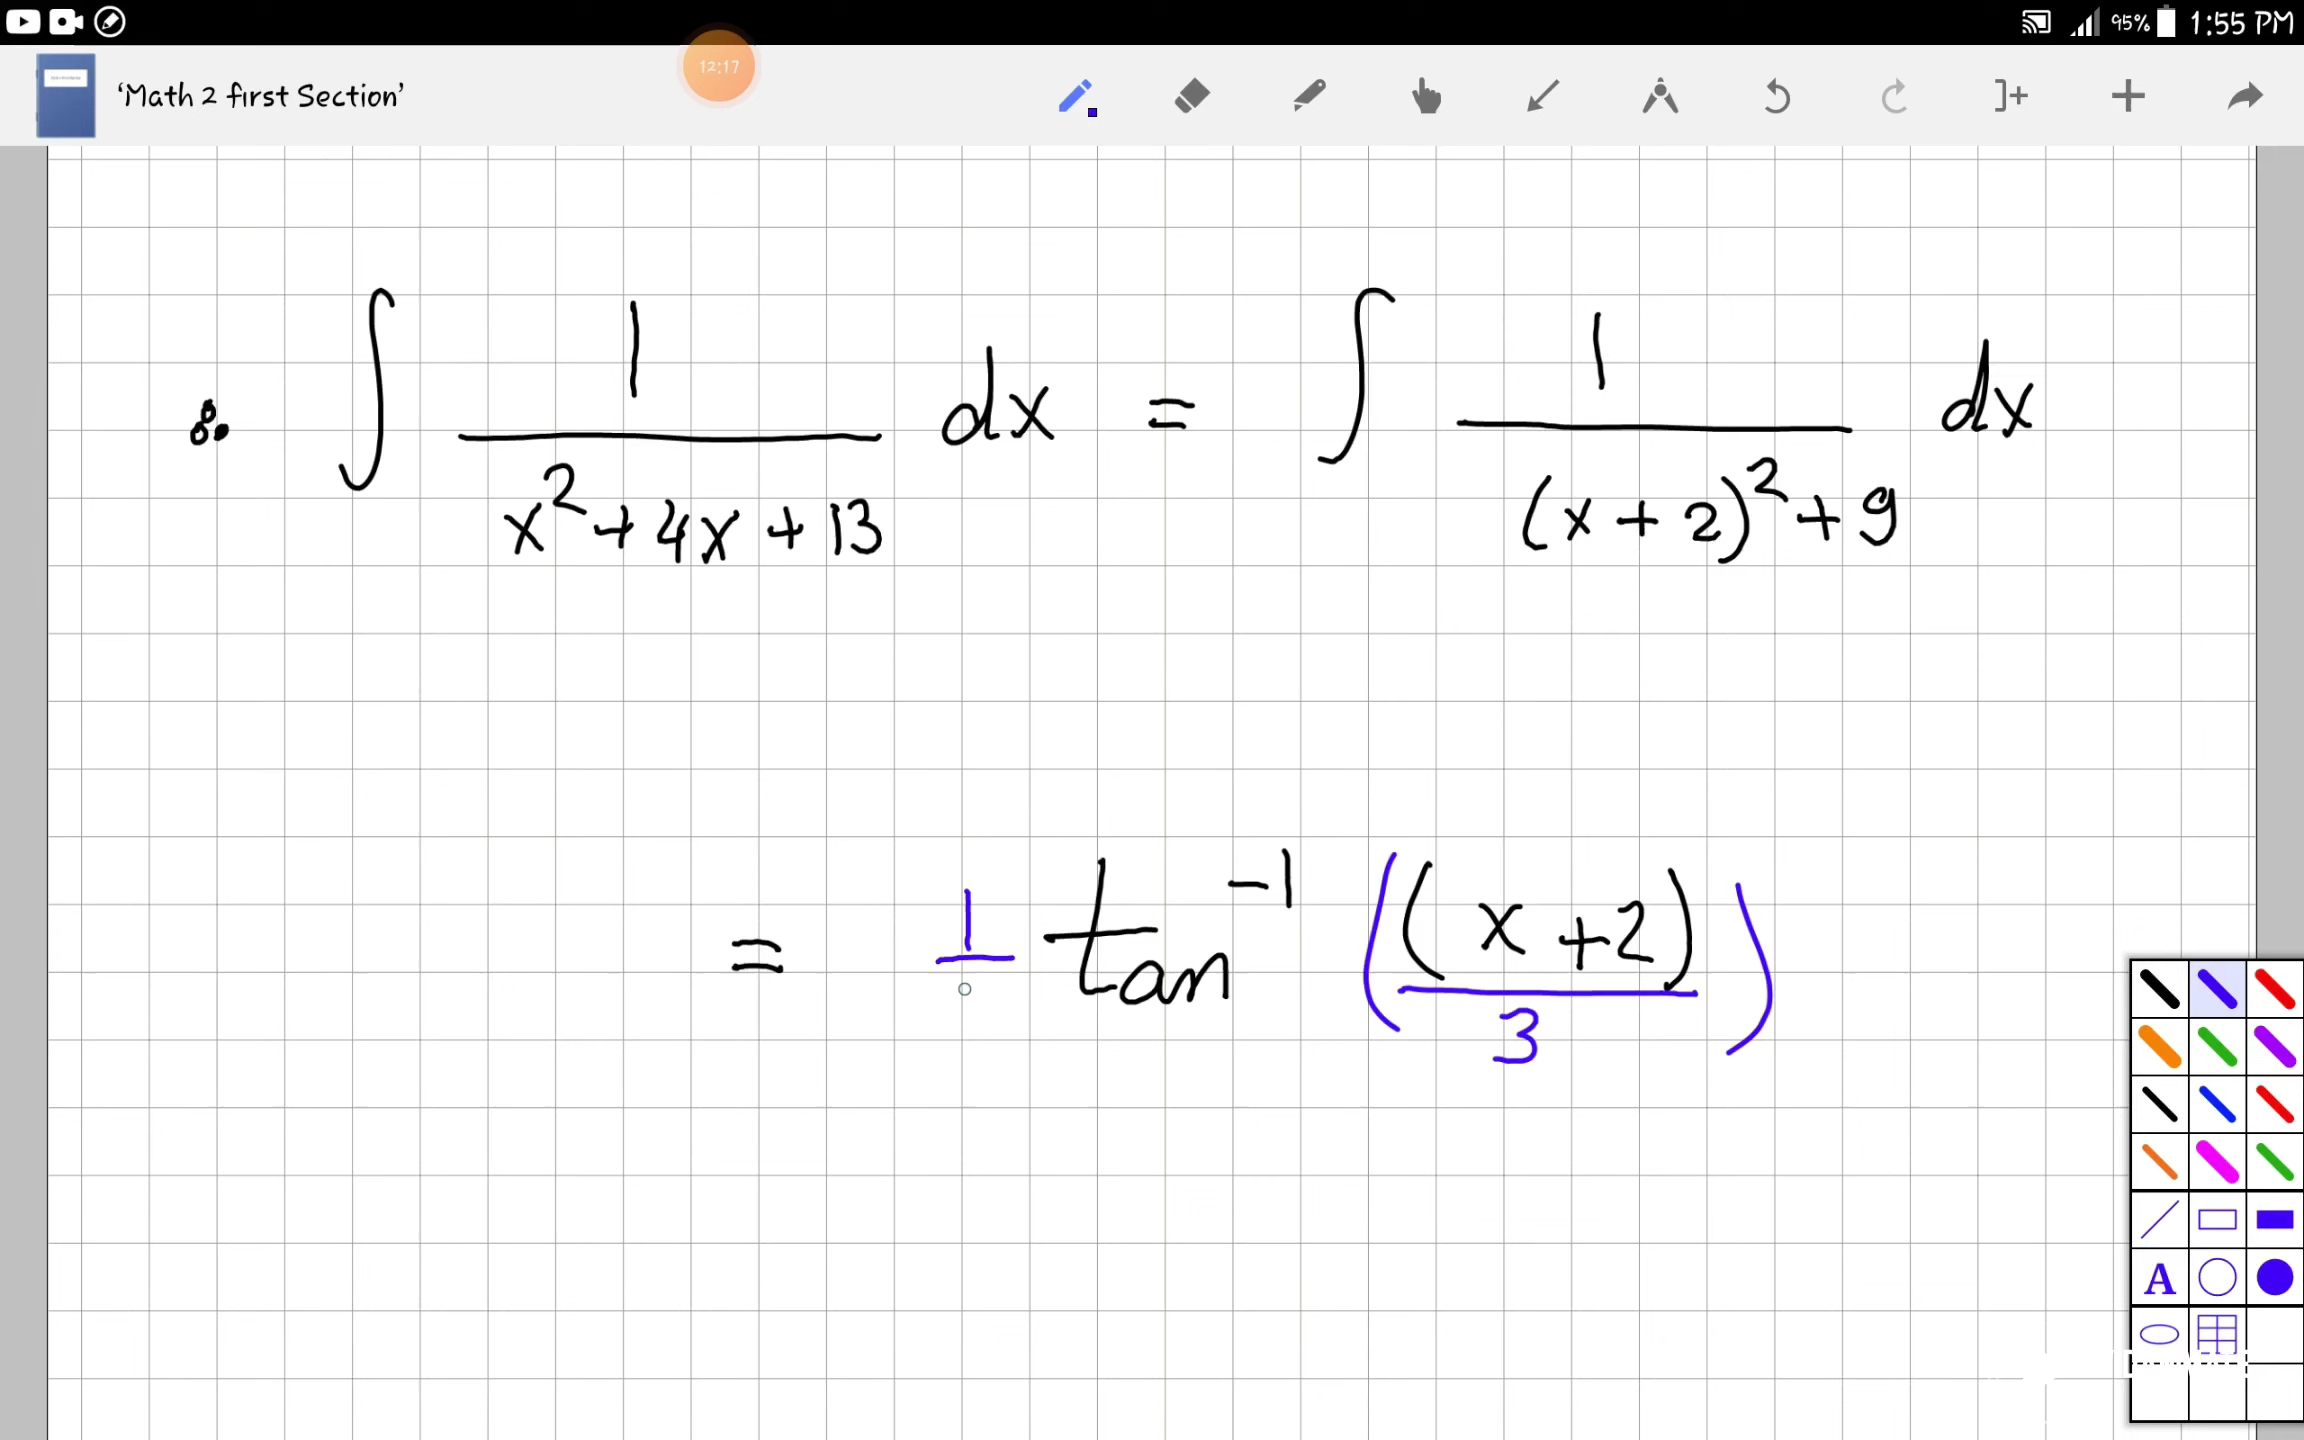 95% 1:55 PM
'Math 2 first Section' 12:17
8. ∫ 1/(x² + 4x + 13) dx = ∫ 1/((x + 2)² + 9) dx
= 1/ tan⁻¹ ((x + 2)/3)
A